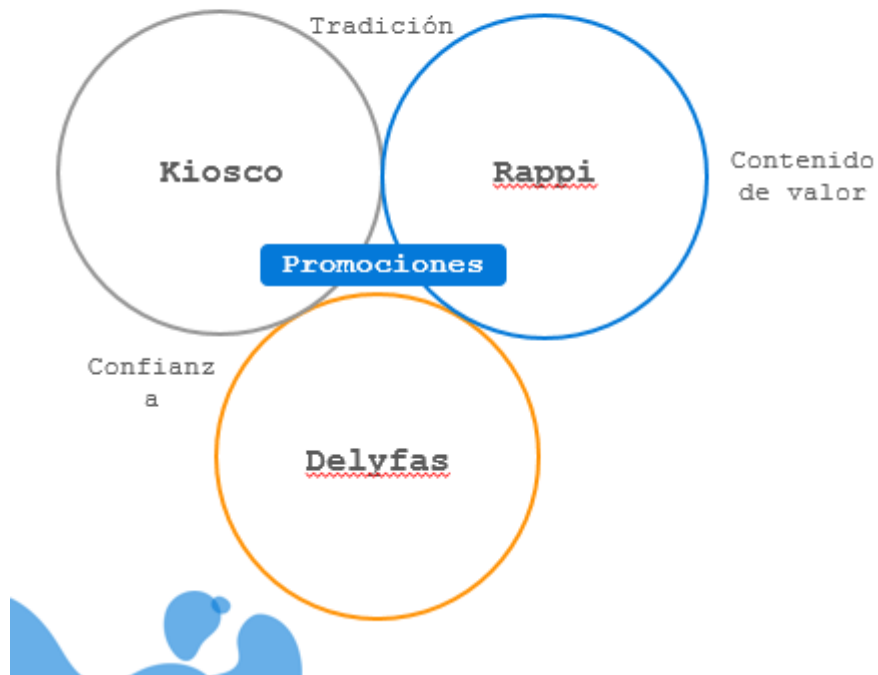 Tradición
Kiosco
Rappi
Contenido
de valor
Promociones
Confianz
a
Delyfas